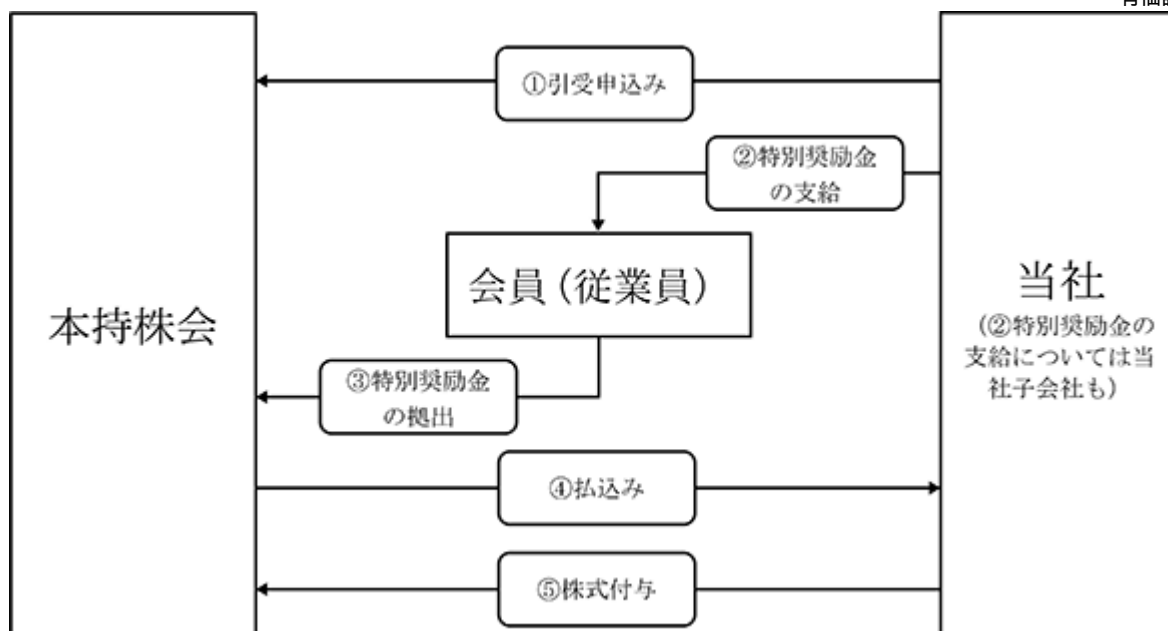 ①引受申込み
②特別奨励金
の支給
会員（従業員）
当社
（②特別奨励金の
支給については当
社子会社も）
本持株会
③特別奨励金
の拠出
④払込み
⑤株式付与